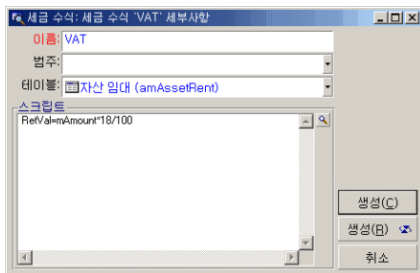 세금 수식: 세금 수식 'VAT' 세부사항
이름: VAT
범주:
테이블: 자산 임대 (amAssetRent)
스크립트
RetVal=mAmount*18/100
생성(C)
생성(R)
취소